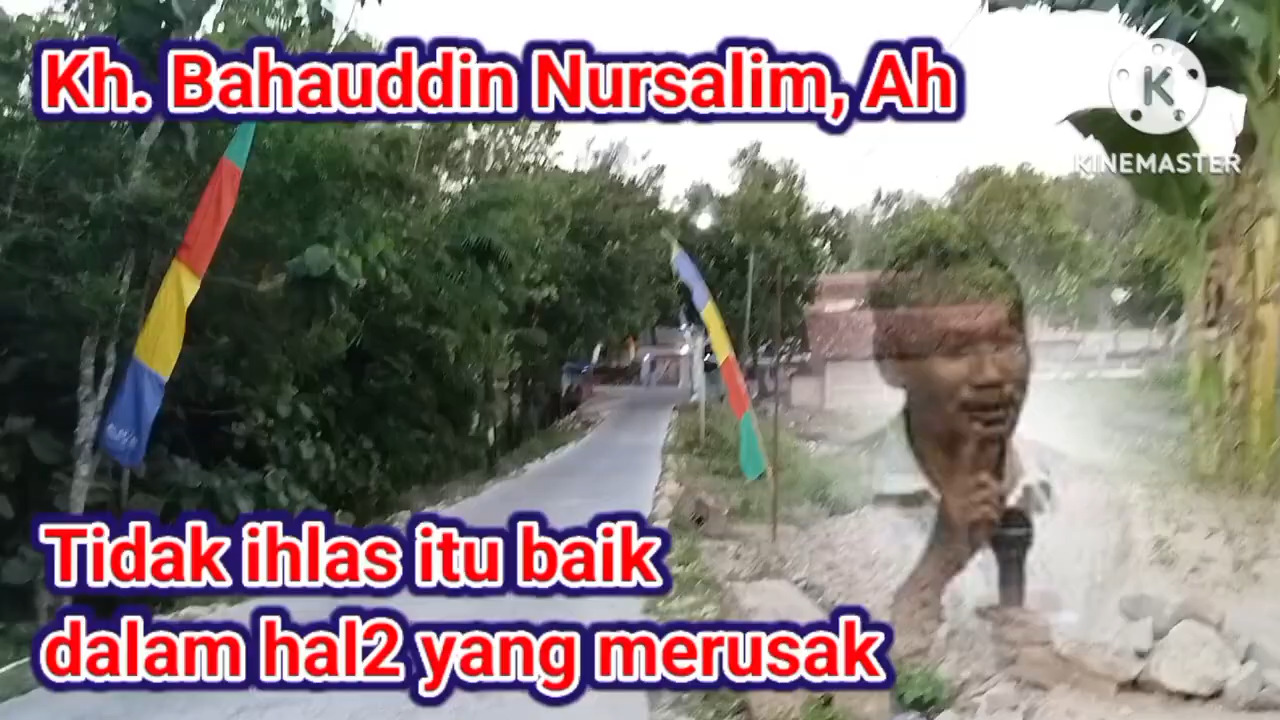 Kh. Bahauddin Nursalim, Ah
K
KINEMASTER
Tidak ihlas itu baik
dalam hal2 yang merusak